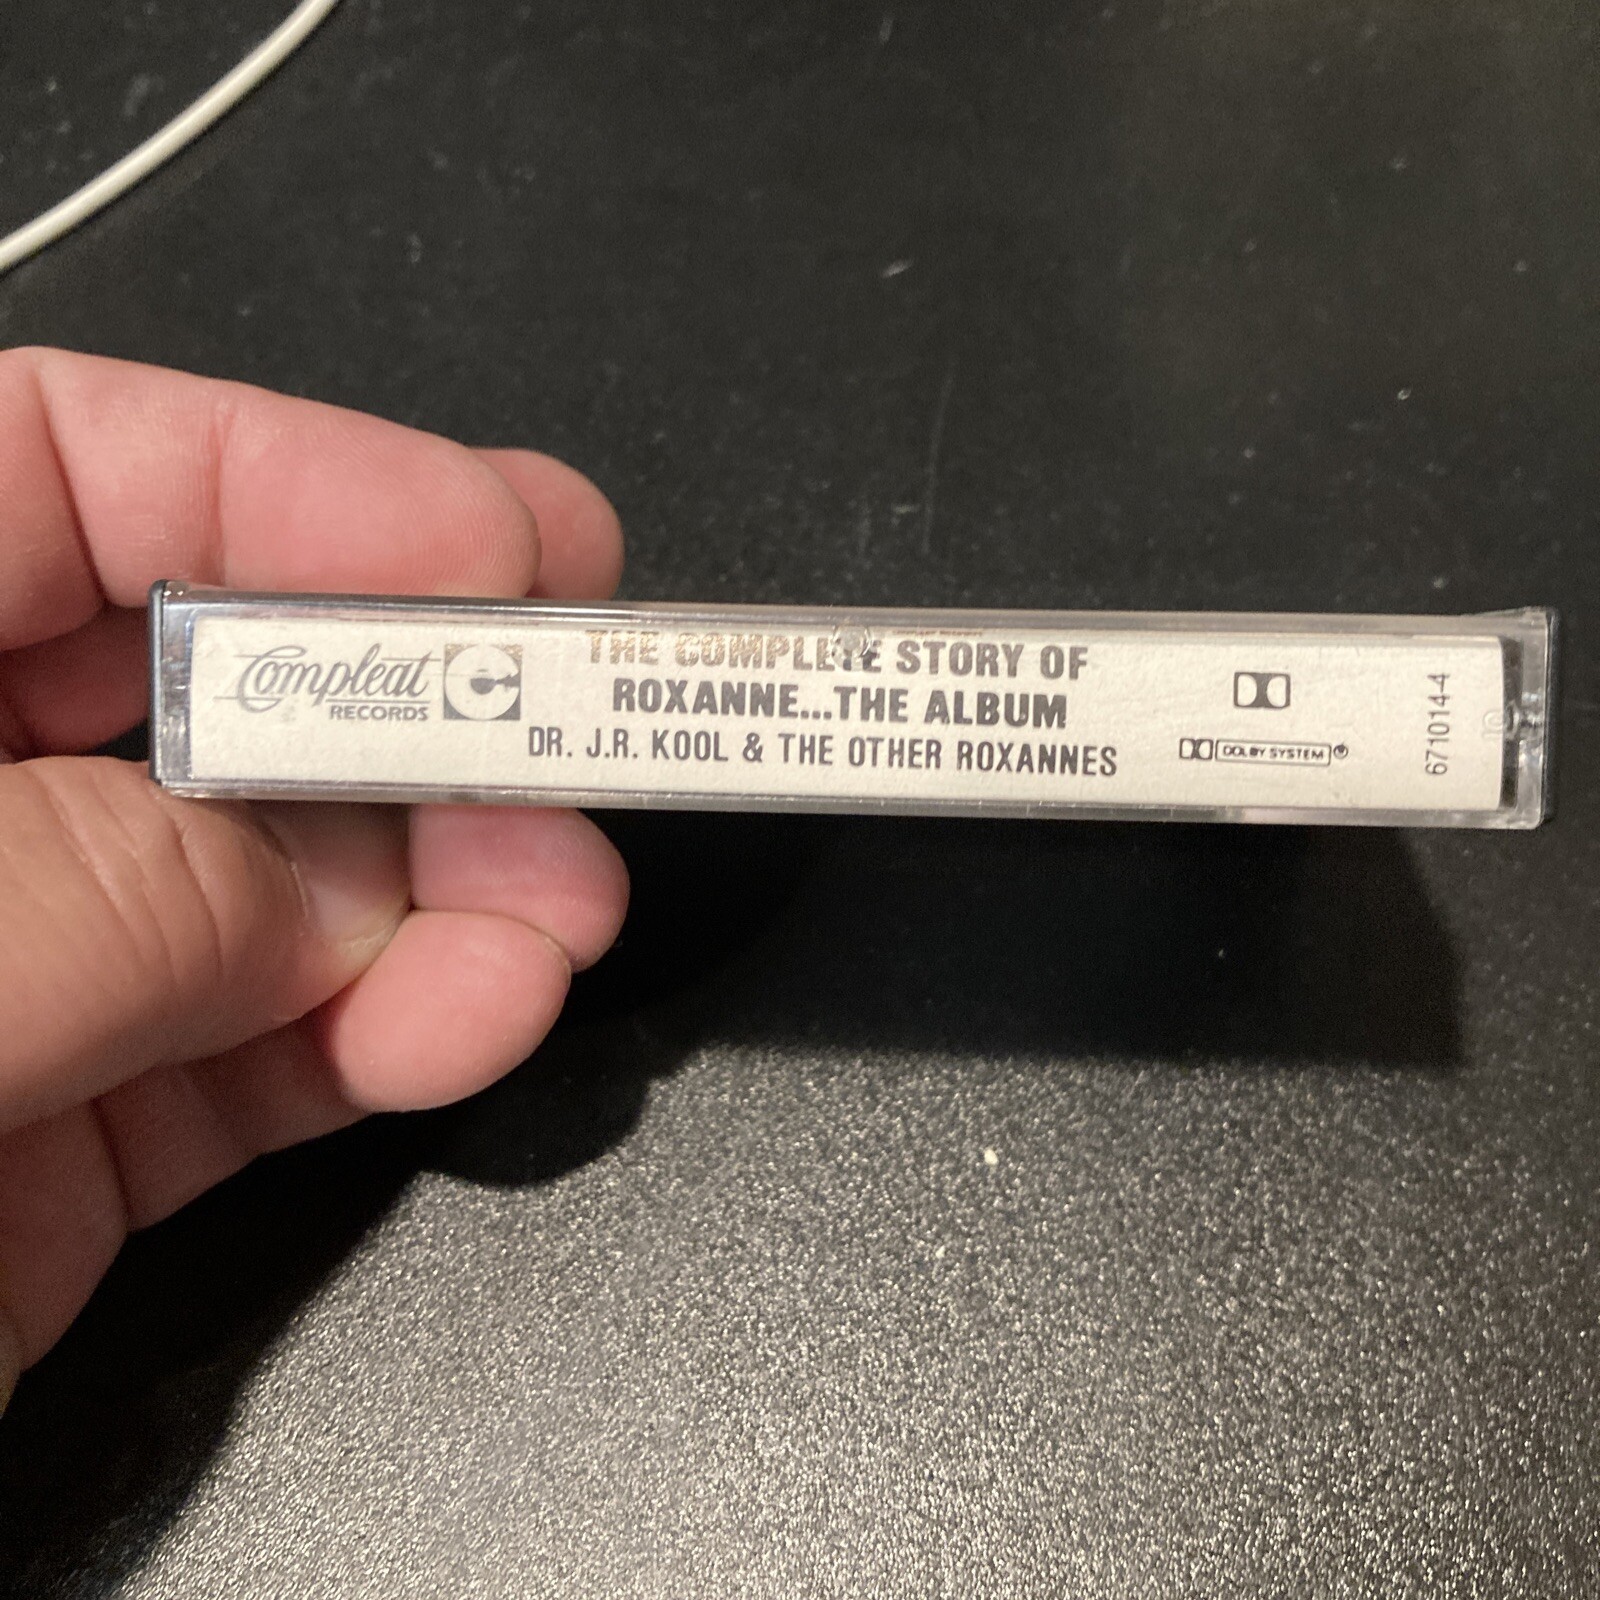 Compleat
RECORDS
THE COMPLETE STORY OF
ROXANNE...THE ALBUM
DR. J.R. KOOL & THE OTHER ROXANNES
DOLBY SYSTEM®
671014-4